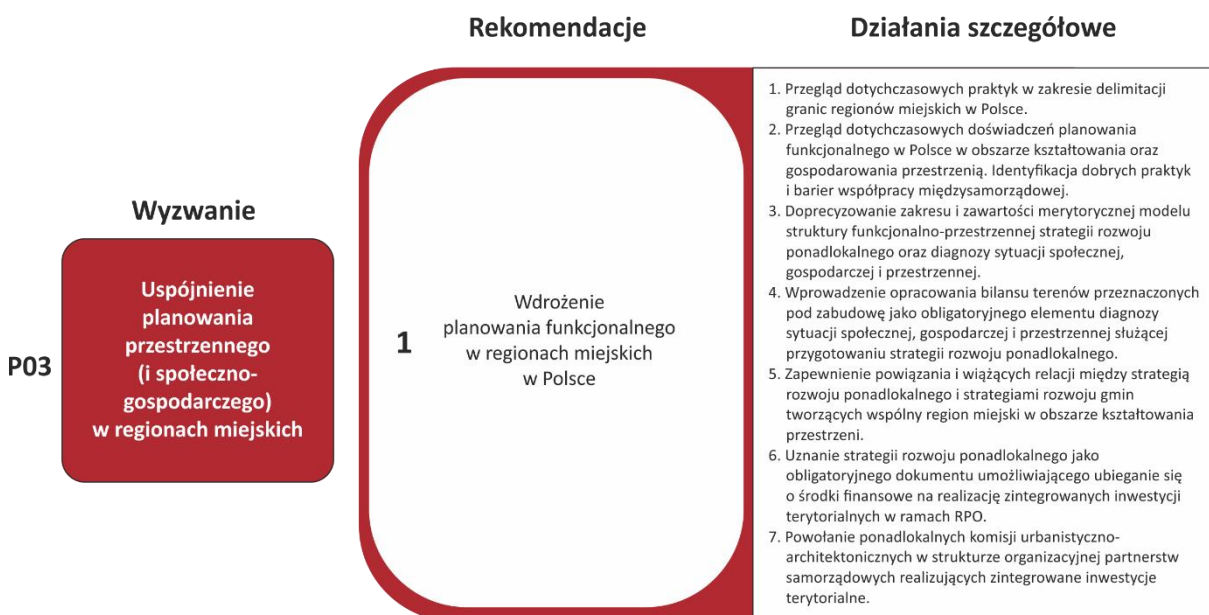 Wyzwanie
P03
Uspójnienie
planowania
przestrzennego
(i społeczno-
gospodarczego)
w regionach miejskich
Rekomendacje
1
Wdrożenie
planowania funkcjonalnego
w regionach miejskich
w Polsce
Działania szczegółowe
1. Przegląd dotychczasowych praktyk w zakresie delimitacji
granic regionów miejskich w Polsce.
2. Przegląd dotychczasowych doświadczeń planowania
funkcjonalnego w Polsce w obszarze kształtowania oraz
gospodarowania przestrzenią. Identyfikacja dobrych praktyk
i barier współpracy międzysamorządowej.
3. Doprecyzowanie zakresu i zawartości merytorycznej modelu
struktury funkcjonalno-przestrzennej strategii rozwoju
ponadlokalnego oraz diagnozy sytuacji społecznej,
gospodarczej i przestrzennej.
4. Wprowadzenie opracowania bilansu terenów przeznaczonych
pod zabudowę jako obligatoryjnego elementu diagnozy
sytuacji społecznej, gospodarczej i przestrzennej służącej
przygotowaniu strategii rozwoju ponadlokalnego.
5. Zapewnienie powiązania i wiążących relacji między strategią
rozwoju ponadlokalnego i strategiami rozwoju gmin
tworzących wspólny region miejski w obszarze kształtowania
przestrzeni.
6. Uznanie strategii rozwoju ponadlokalnego jako
obligatoryjnego dokumentu umożliwiającego ubieganie się
o środki finansowe na realizację zintegrowanych inwestycji
terytorialnych w ramach RPO.
7. Powołanie ponadlokalnych komisji urbanistyczno-
architektonicznych w strukturze organizacyjnej partnerstw
samorządowych realizujących zintegrowane inwestycje
terytorialne.